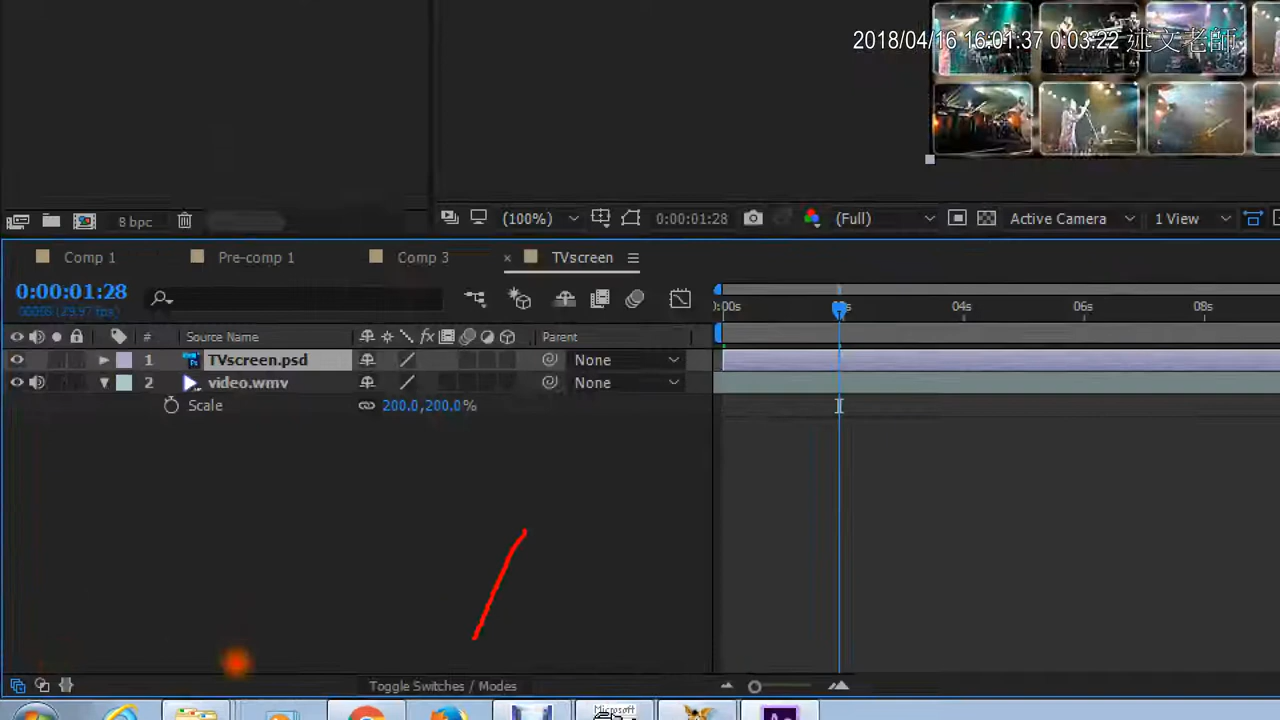 2018/04/16 16:01:37 0:03:22 述文老師
8 bpc
(100%)
0:00:01:28
(Full)
Active Camera
1 View
Comp 1
Pre-comp 1
Comp 3
× TVscreen
0:00:01:28
(29.97 fps)
:00s
04s
06s
08s
# Source Name
fx
Parent
1 TVscreen.psd
None
2 video.wmv
None
Scale
200.0,200.0%
Toggle Switches / Modes
Microsoft
Ae